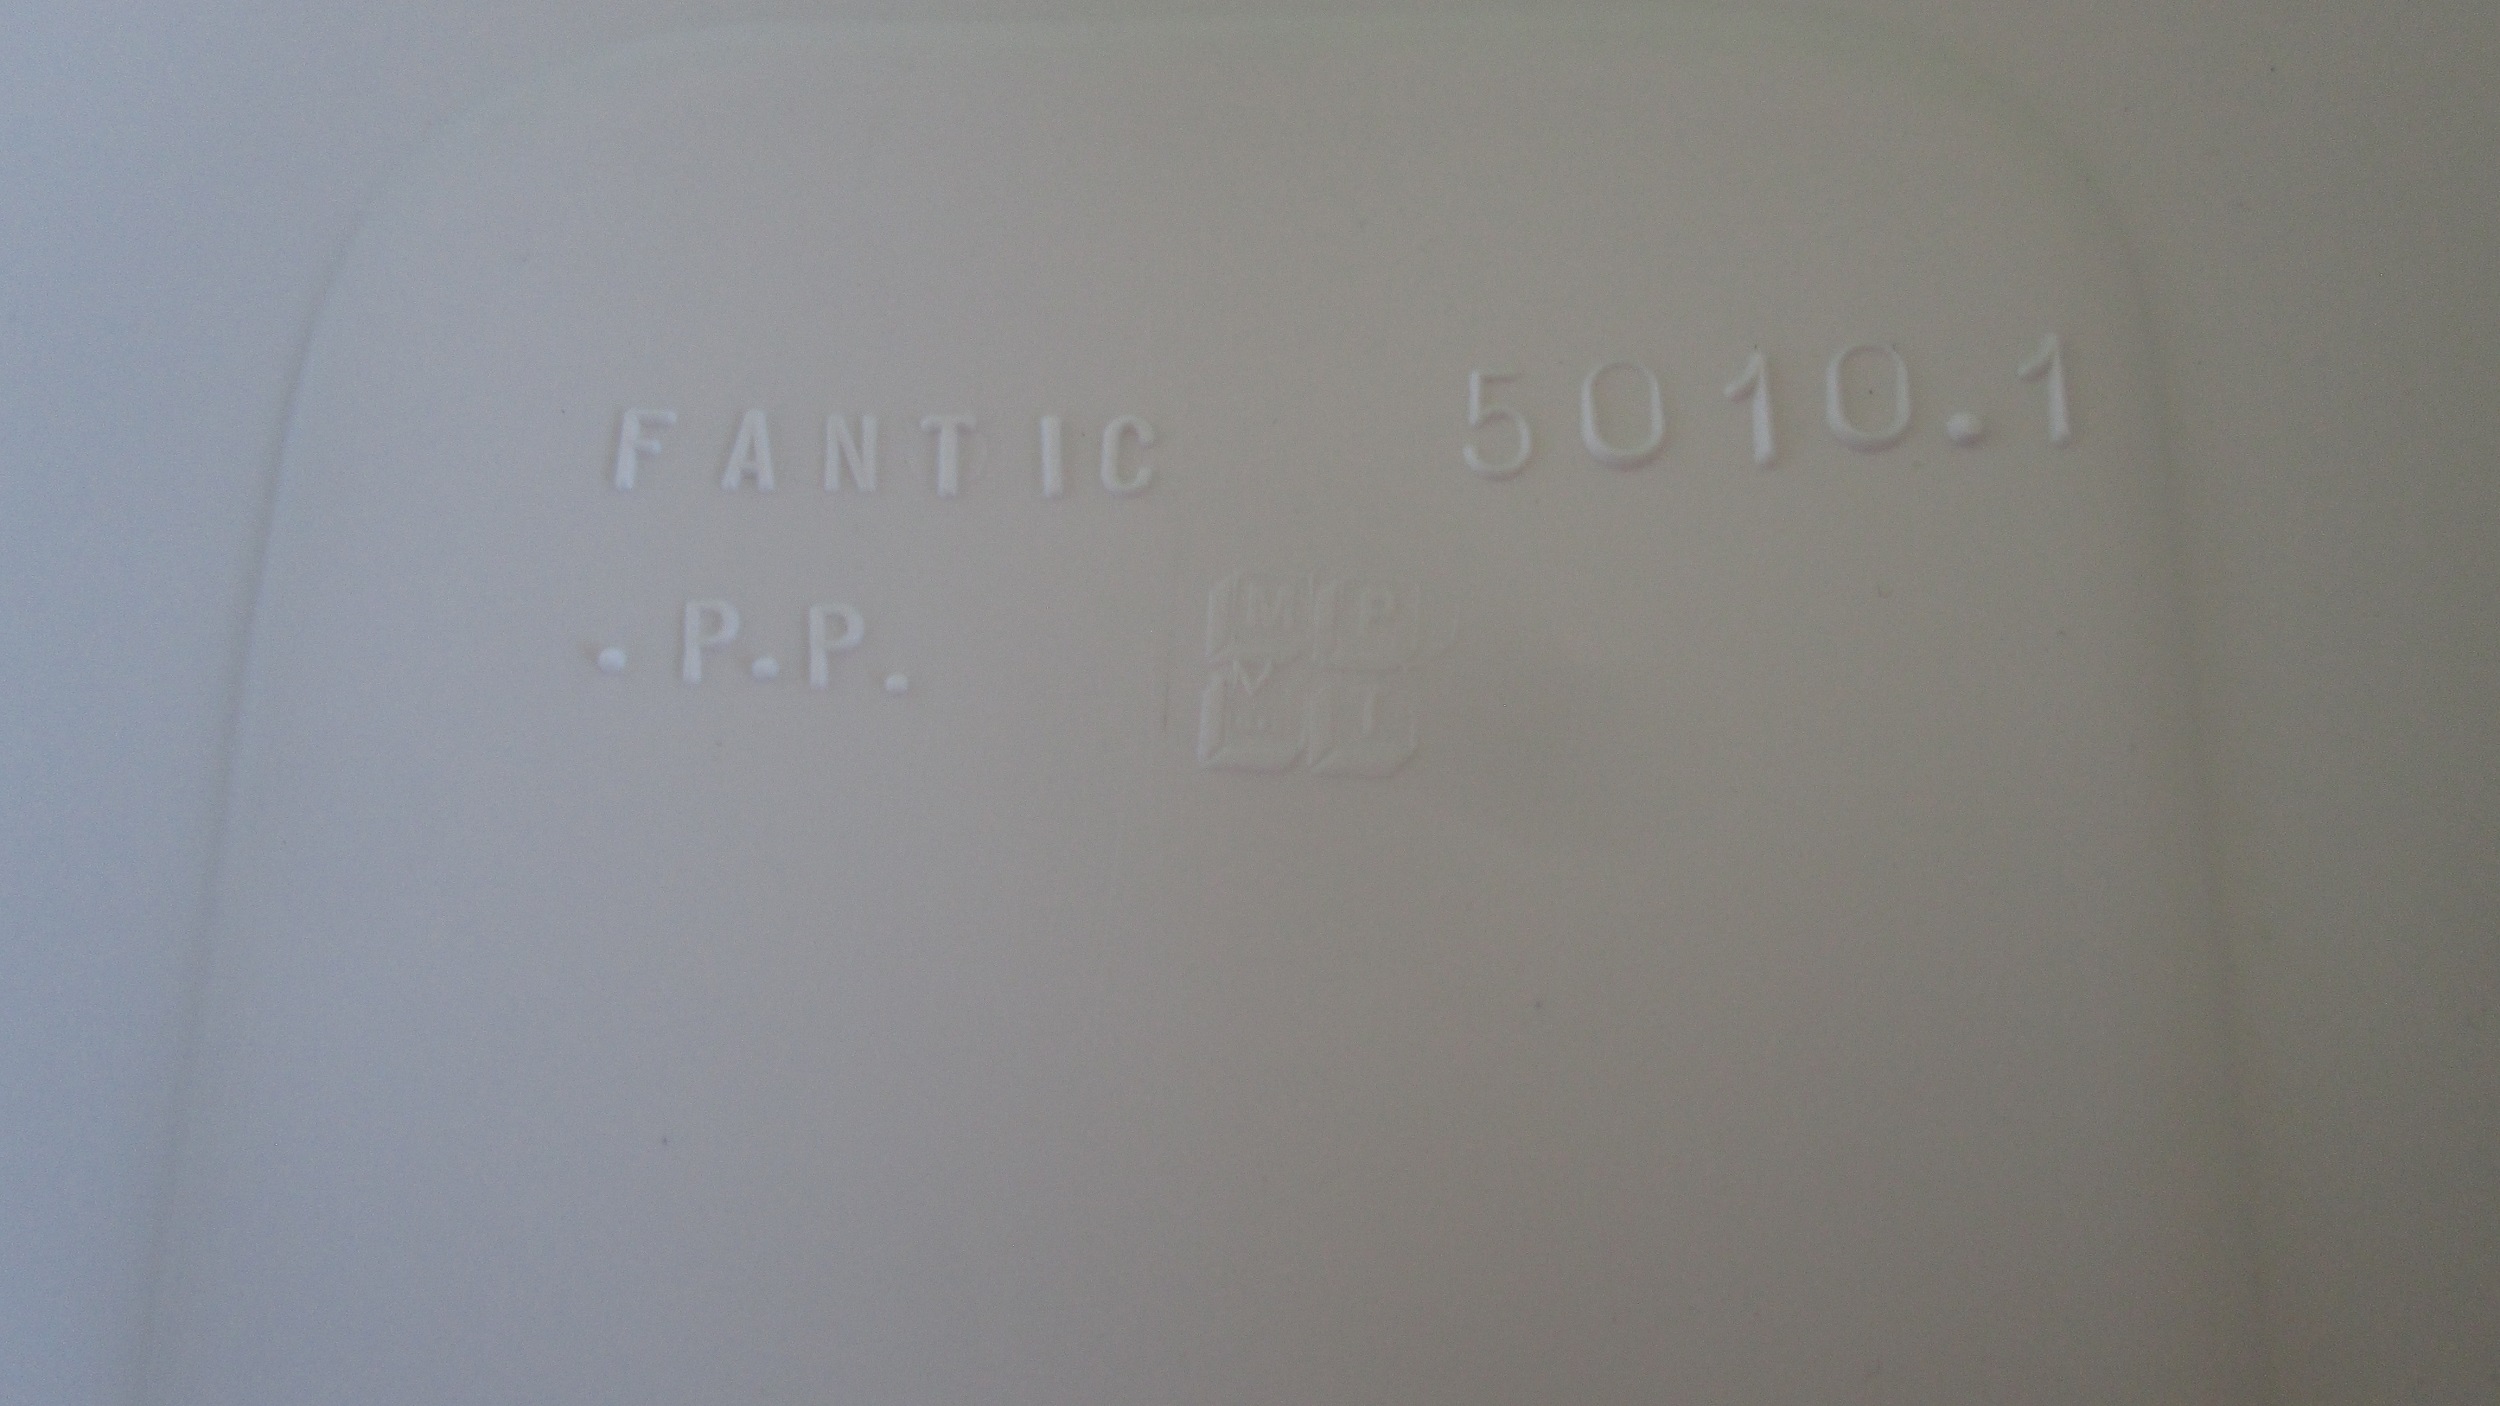 FANTIC 5010.1
.P.P.
M P
E T